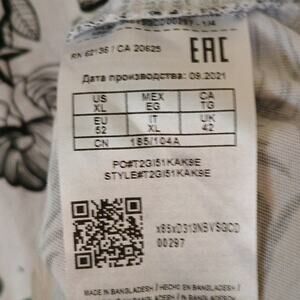 RN 62136 / CA 20625
EAC
Дата производства: 09.2021
US MEX CA
XL EG TG
EU IT UK
52 XL 42
CN 185/104A
PC#T2GI51KAK9E
STYLE#T2GI51KAK9E
x65xD313NBVSGCD
00297
MADE IN BANGLADESH / HECHO EN BANGLADESH /